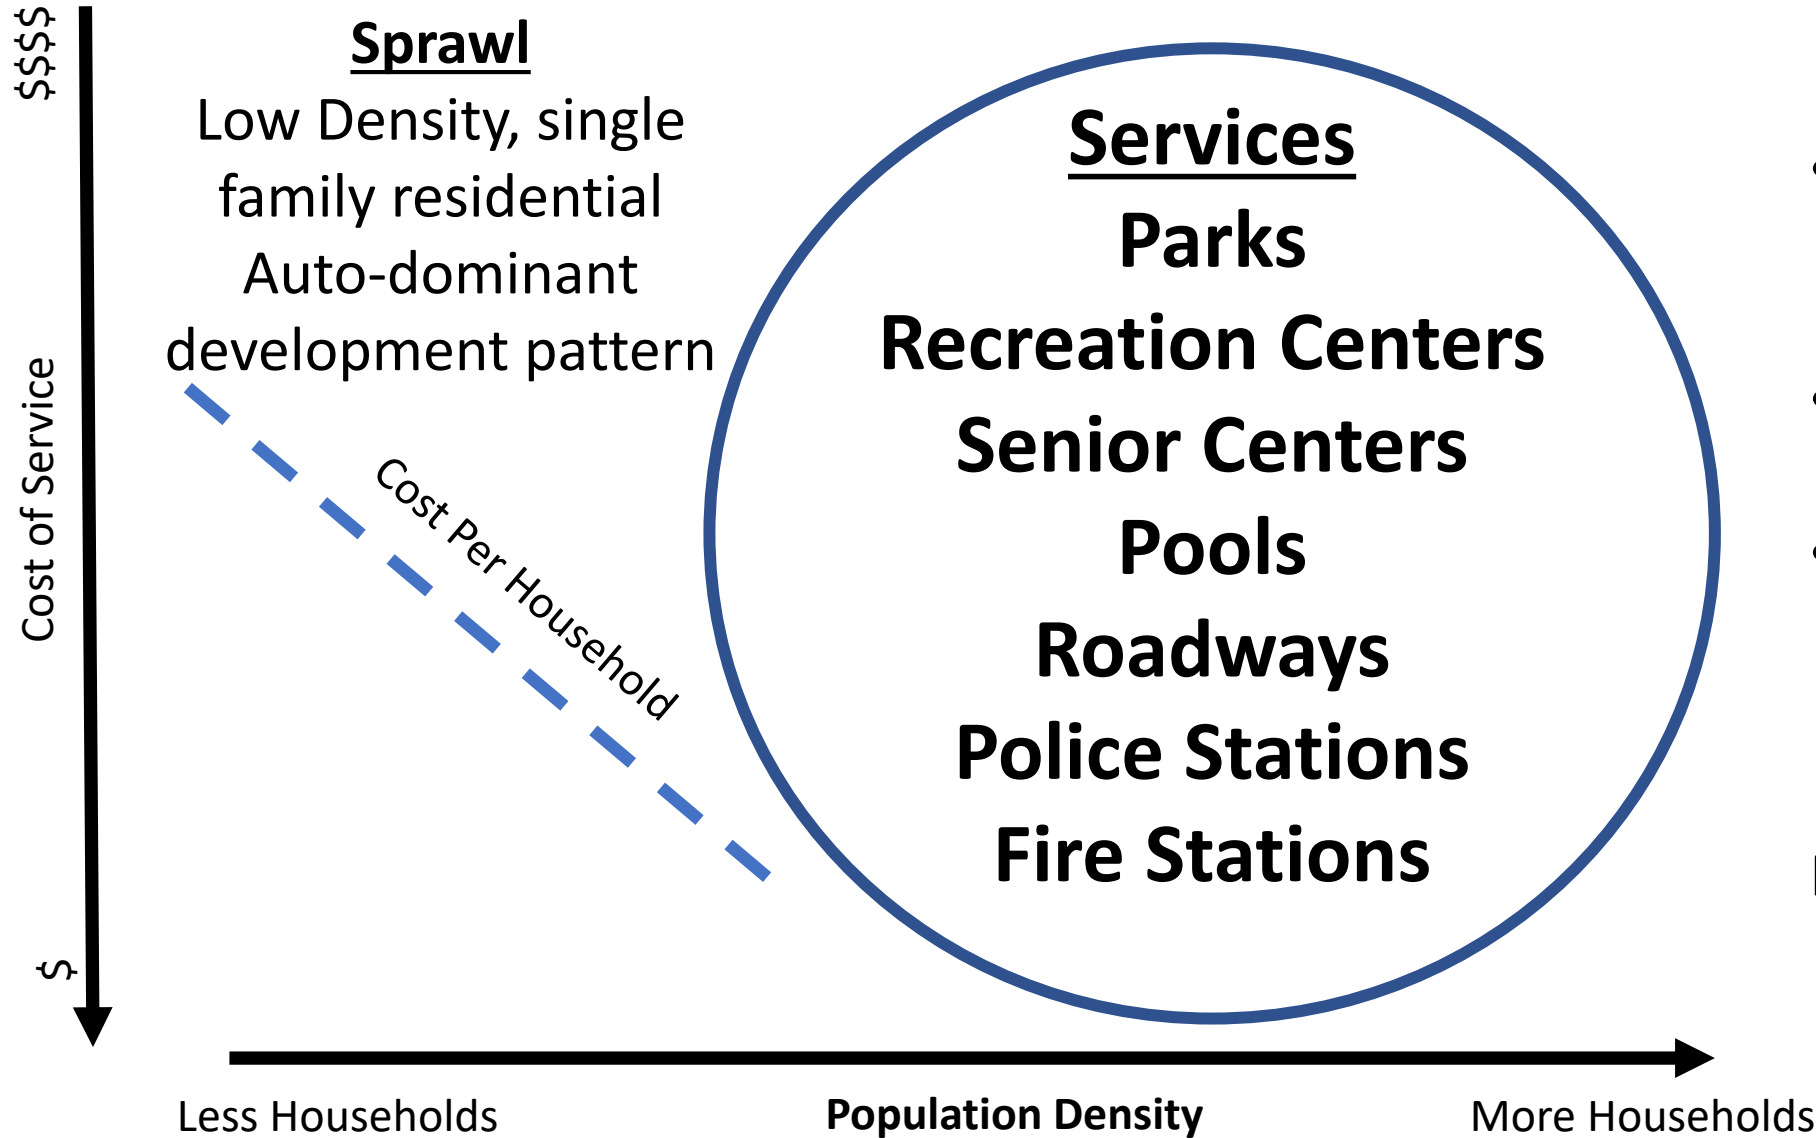 $$$$
Cost of Service
$
Sprawl
Low Density, single
family residential
Auto-dominant
development pattern
Cost Per Household
Services
Parks
Recreation Centers
Senior Centers
Pools
Roadways
Police Stations
Fire Stations
Less Households
Population Density
More Households